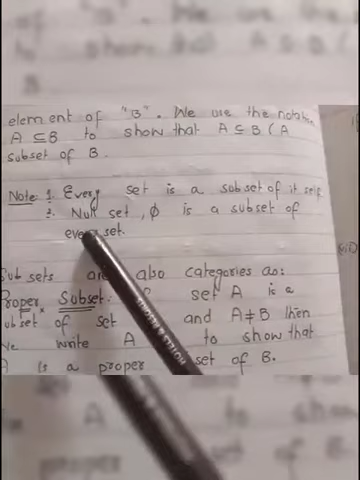 element of "B". We use the
A ⊆ B to show that A ⊆ B (A
subset of B.
Note: 1. Every set is a subset of it self
2. Null set, ϕ is a subset of
every set.
Sub sets are also categories as:
Proper Subset: set A is a
subset of set and A ≠ B then
we write A to show that
A is a proper set of B.